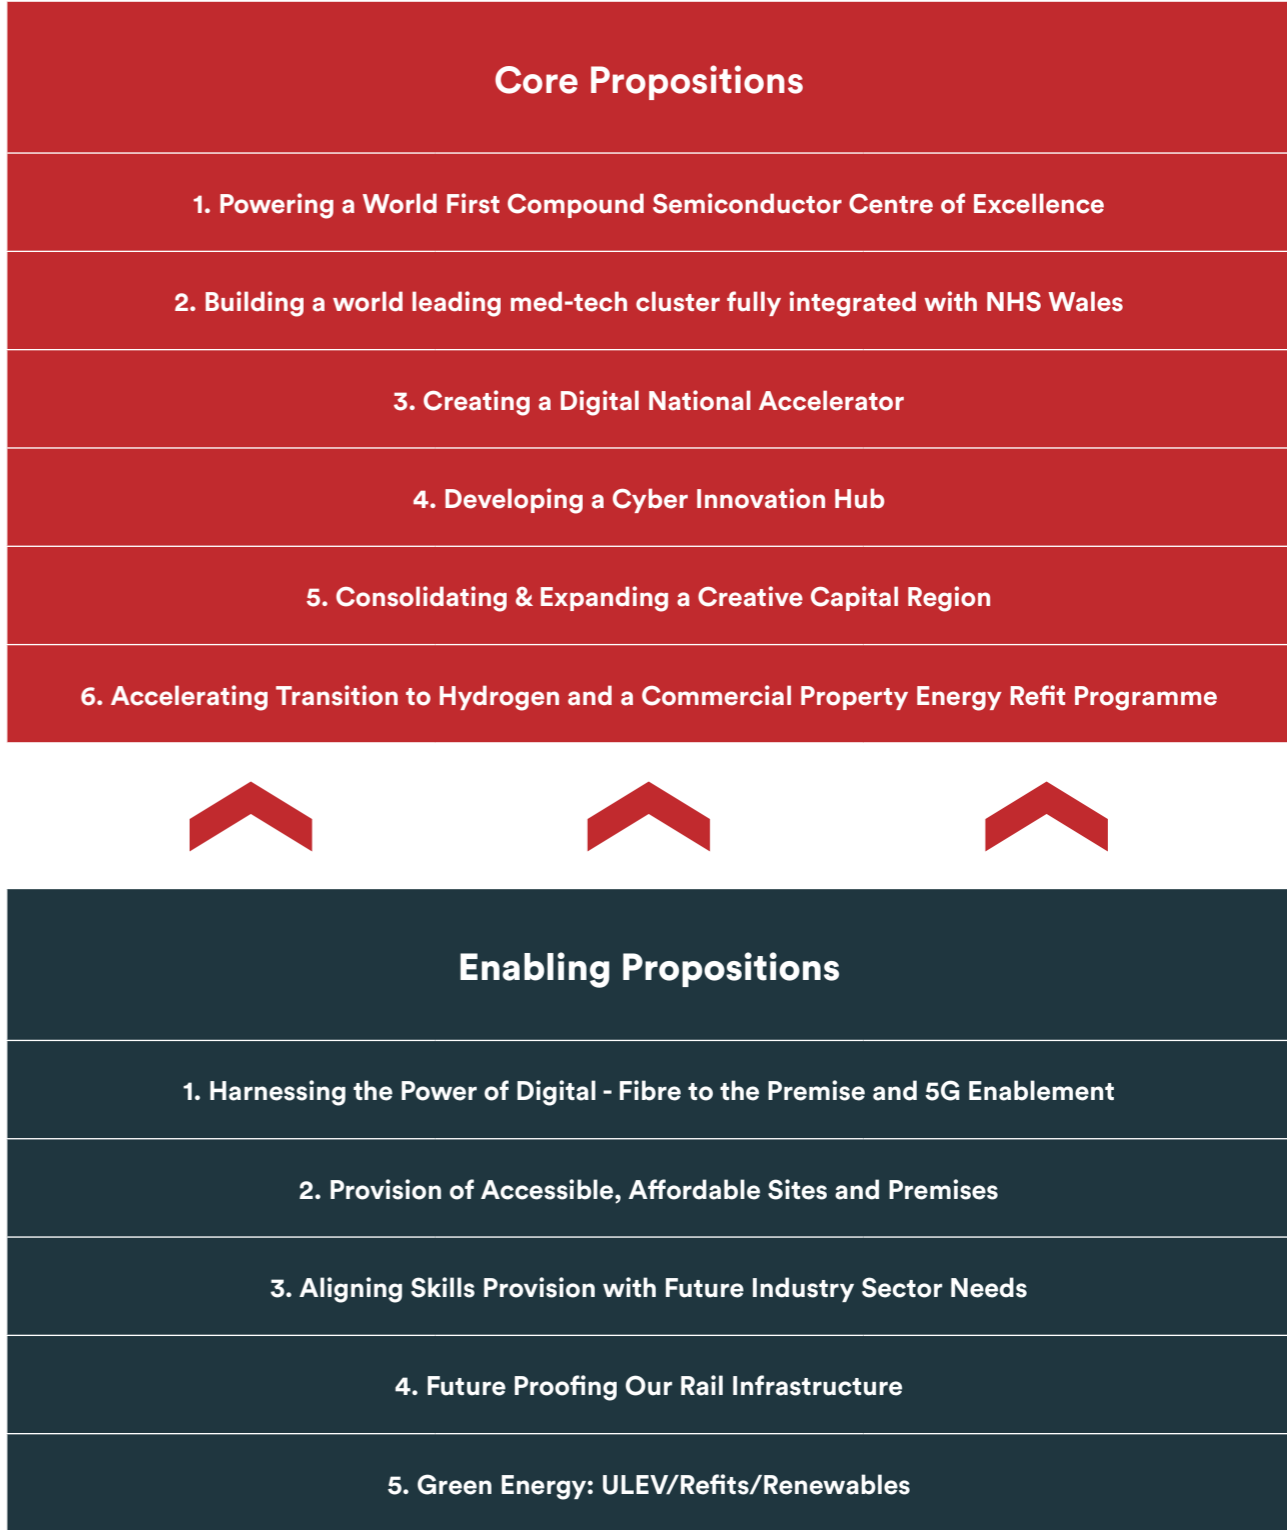 Core Propositions
1. Powering a World First Compound Semiconductor Centre of Excellence
2. Building a world leading med-tech cluster fully integrated with NHS Wales
3. Creating a Digital National Accelerator
4. Developing a Cyber Innovation Hub
5. Consolidating & Expanding a Creative Capital Region
6. Accelerating Transition to Hydrogen and a Commercial Property Energy Refit Programme
Enabling Propositions
1. Harnessing the Power of Digital - Fibre to the Premise and 5G Enablement
2. Provision of Accessible, Affordable Sites and Premises
3. Aligning Skills Provision with Future Industry Sector Needs
4. Future Proofing Our Rail Infrastructure
5. Green Energy: ULEV/Refits/Renewables